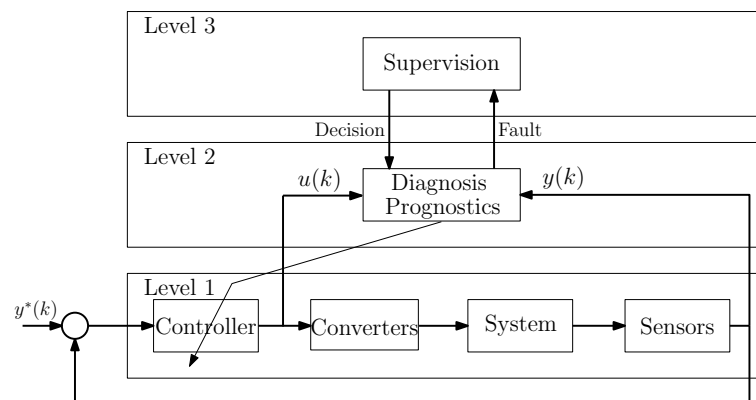 Level 3
Supervision
Decision
Fault
Level 2
u(k)
Diagnosis
Prognostics
y(k)
Level 1
y*(k)
Controller
Converters
System
Sensors